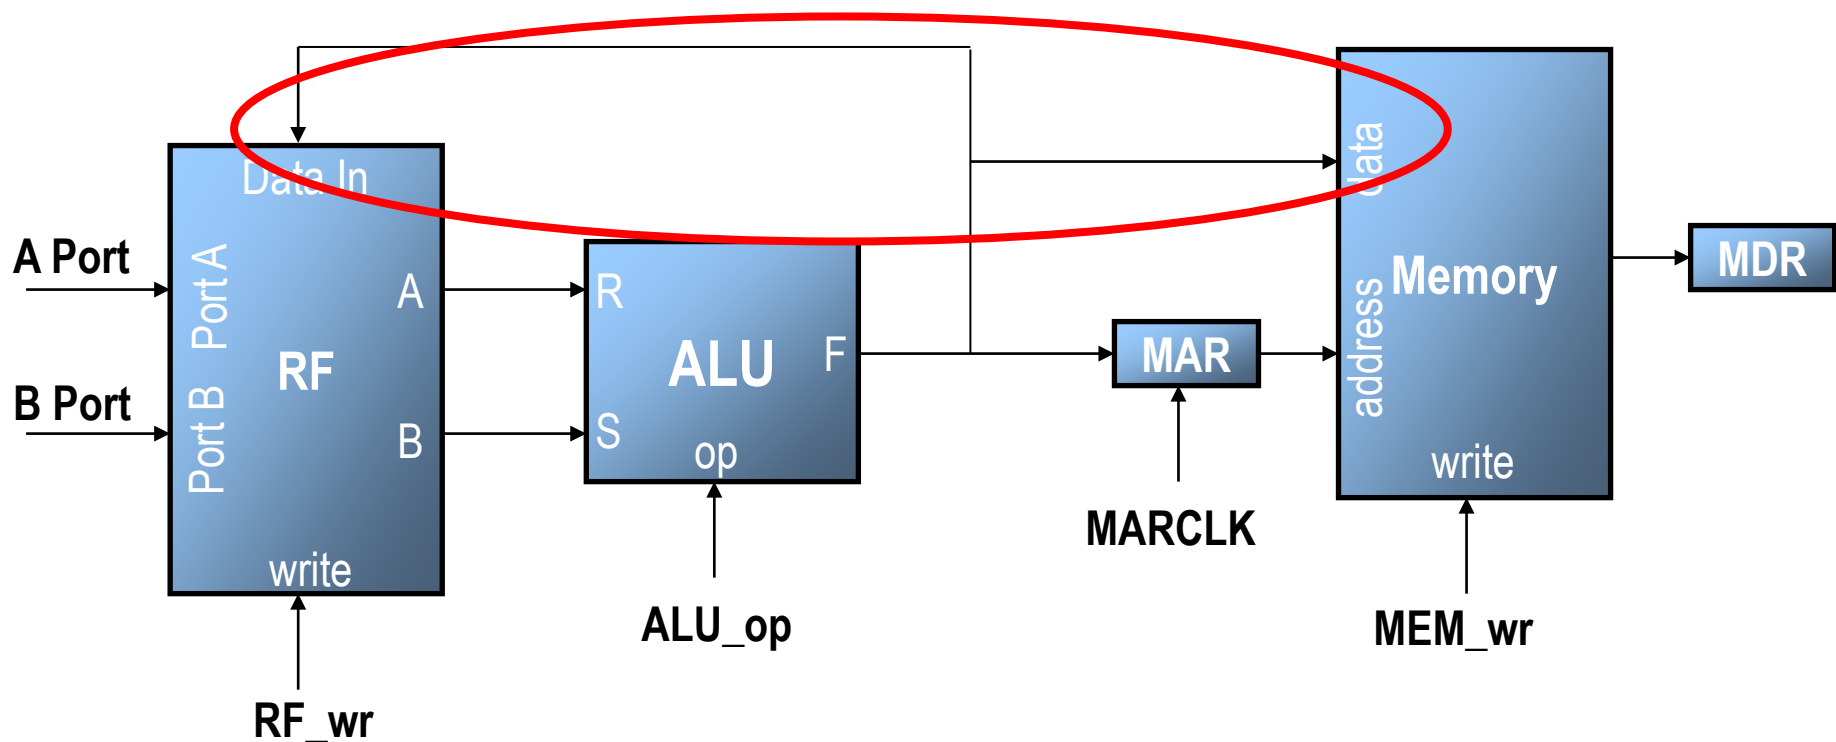 Data In
A Port
Port A
A
RF
B Port
Port B
B
write
RF_wr
R
ALU
F
S
op
ALU_op
MAR
MARCLK
data
Memory
address
write
MEM_wr
MDR